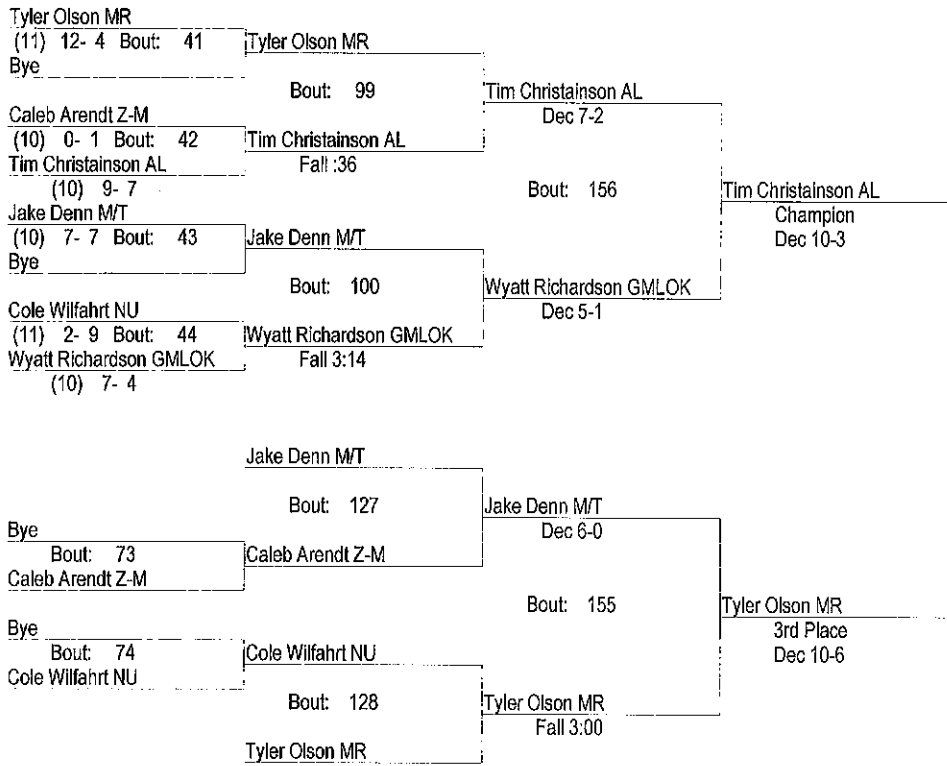 Tyler Olson MR
(11) 12- 4 Bout: 41
Bye
Tyler Olson MR
Bout: 99
Caleb Arendt Z-M
(10) 0- 1 Bout: 42
Tim Christainson AL
(10) 9- 7
Tim Christainson AL
Fall :36
Tim Christainson AL
Dec 7-2
Jake Denn M/T
(10) 7- 7 Bout: 43
Bye
Jake Denn M/T
Bout: 100
Cole Wilfahrt NU
(11) 2- 9 Bout: 44
Wyatt Richardson GMLOK
(10) 7- 4
Wyatt Richardson GMLOK
Fall 3:14
Wyatt Richardson GMLOK
Dec 5-1
Bout: 156
Tim Christainson AL
Champion
Dec 10-3
Jake Denn M/T
Bout: 127
Bye
Bout: 73
Caleb Arendt Z-M
Caleb Arendt Z-M
Jake Denn M/T
Dec 6-0
Bye
Bout: 74
Cole Wilfahrt NU
Cole Wilfahrt NU
Bout: 128
Tyler Olson MR
Tyler Olson MR
Fall 3:00
Bout: 155
Tyler Olson MR
3rd Place
Dec 10-6